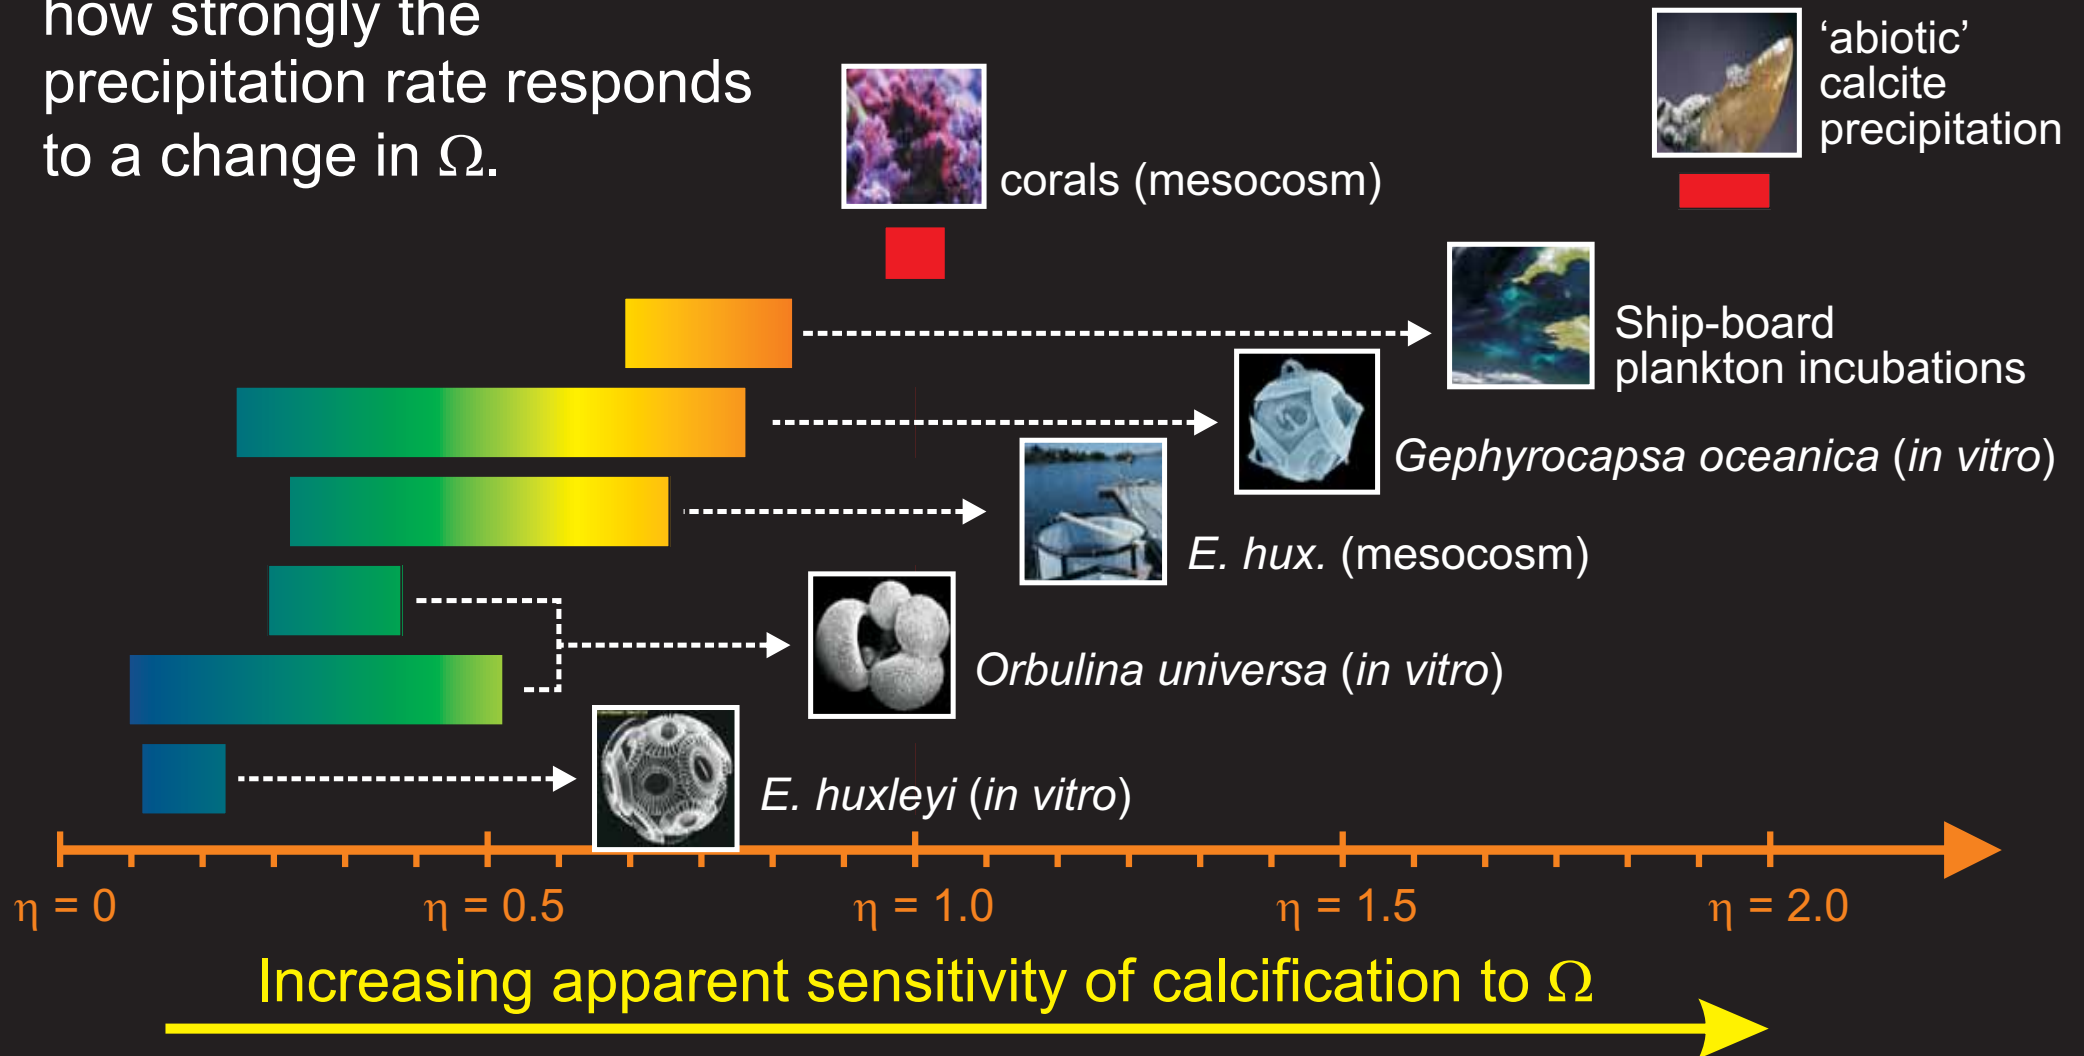 how strongly the
precipitation rate responds
to a change in Ω.
'abiotic'
calcite
precipitation
corals (mesocosm)
Ship-board
plankton incubations
Gephyrocapsa oceanica (in vitro)
E. hux. (mesocosm)
Orbulina universa (in vitro)
E. huxleyi (in vitro)
η = 0
η = 0.5
η = 1.0
η = 1.5
η = 2.0
Increasing apparent sensitivity of calcification to Ω